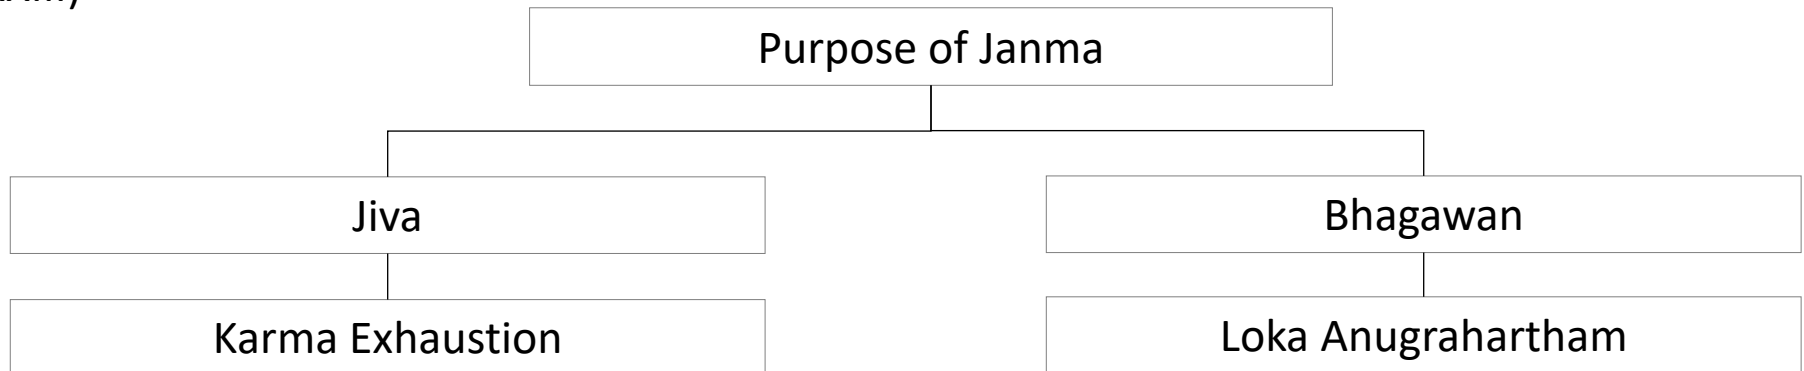 Purpose of Janma
Jiva
Bhagawan
Karma Exhaustion
Loka Anugrahartham